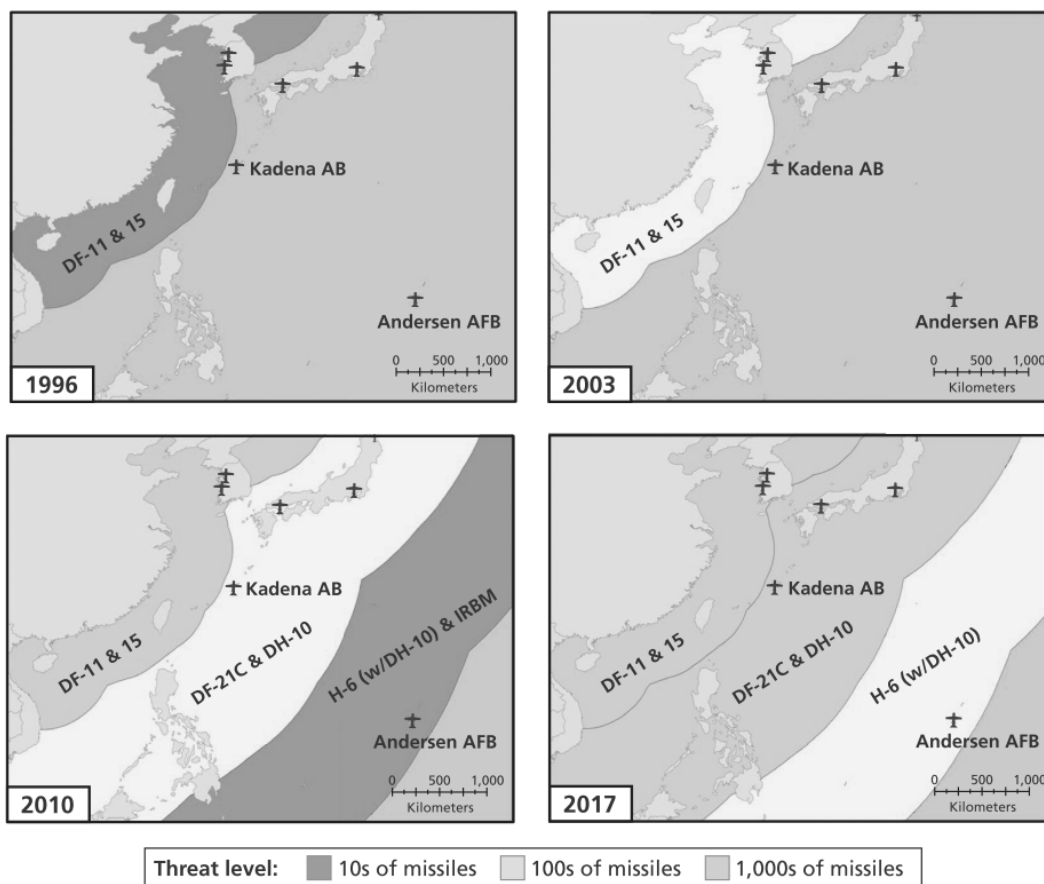 DF-11 & 15
Kadena AB
Andersen AFB
0 500 1,000
Kilometers
1996
DF-11 & 15
Kadena AB
Andersen AFB
0 500 1,000
Kilometers
2003
Kadena AB
DF-11 & 15
DF-21C & DH-10
H-6 (w/DH-10) & IRBM
Andersen AFB
0 500 1,000
Kilometers
2010
Kadena AB
DF-11 & 15
DF-21C & DH-10
H-6 (w/DH-10)
Andersen AFB
0 500 1,000
Kilometers
2017
Threat level: 10s of missiles 100s of missiles 1,000s of missiles